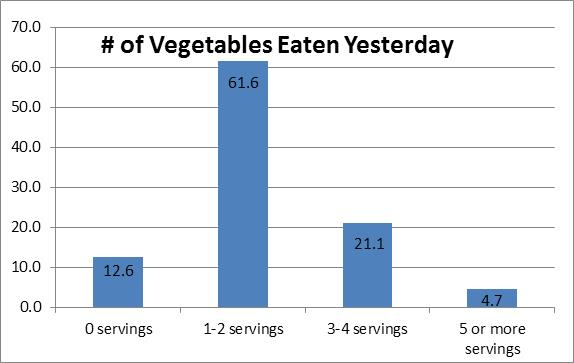 # of Vegetables Eaten Yesterday
70.0
60.0
50.0
40.0
30.0
20.0
10.0
0.0
12.6
61.6
21.1
4.7
0 servings
1-2 servings
3-4 servings
5 or more
servings